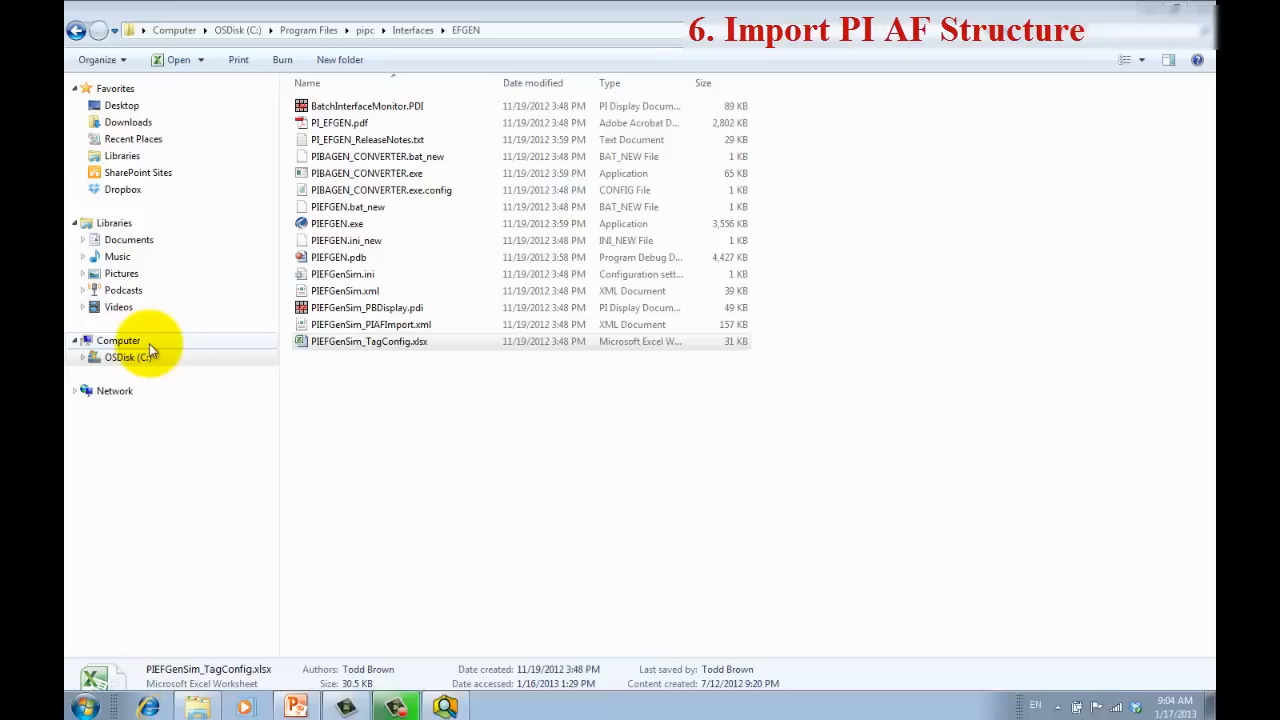 6. Import PI AF Structure
Computer OSDisk (C:) Program Files pipc Interfaces EFGEN
Organize Open Print Burn New folder
Name Date modified Type Size
Favorites
Desktop
Downloads
Recent Places
Libraries
SharePoint Sites
Dropbox
Libraries
Documents
Music
Pictures
Podcasts
Videos
Computer
OSDisk (C:)
Network
BatchInterfaceMonitor.PDI 11/19/2012 3:48 PM PI Display Docum... 89 KB
PI_EFGEN.pdf 11/19/2012 3:48 PM Adobe Acrobat D... 2,802 KB
PI_EFGEN_ReleaseNotes.txt 11/19/2012 3:59 PM Text Document 29 KB
PIBAGEN_CONVERTER.bat_new 11/19/2012 3:48 PM BAT_NEW File 1 KB
PIBAGEN_CONVERTER.exe 11/19/2012 3:59 PM Application 65 KB
PIBAGEN_CONVERTER.exe.config 11/19/2012 3:48 PM CONFIG File 1 KB
PIEFGEN.bat_new 11/19/2012 3:48 PM BAT_NEW File 1 KB
PIEFGEN.exe 11/19/2012 3:59 PM Application 3,556 KB
PIEFGEN.ini_new 11/19/2012 3:48 PM INI_NEW File 1 KB
PIEFGEN.pdb 11/19/2012 3:58 PM Program Debug D... 4,427 KB
PIEFGenSim.ini 11/19/2012 3:48 PM Configuration sett... 1 KB
PIEFGenSim.xml 11/19/2012 3:48 PM XML Document 39 KB
PIEFGenSim_PBDisplay.pdi 11/19/2012 3:48 PM PI Display Docum... 49 KB
PIEFGenSim_PIAFImport.xml 11/19/2012 3:48 PM XML Document 157 KB
PIEFGenSim_TagConfig.xlsx 11/19/2012 3:48 PM Microsoft Excel W... 31 KB
PIEFGenSim_TagConfig.xlsx Authors: Todd Brown Date created: 11/19/2012 3:48 PM Last saved by: Todd Brown
Microsoft Excel Worksheet Size: 30.5 KB Date accessed: 1/16/2013 1:29 PM Content created: 7/12/2012 9:20 PM
EN 9:04 AM
1/17/2013